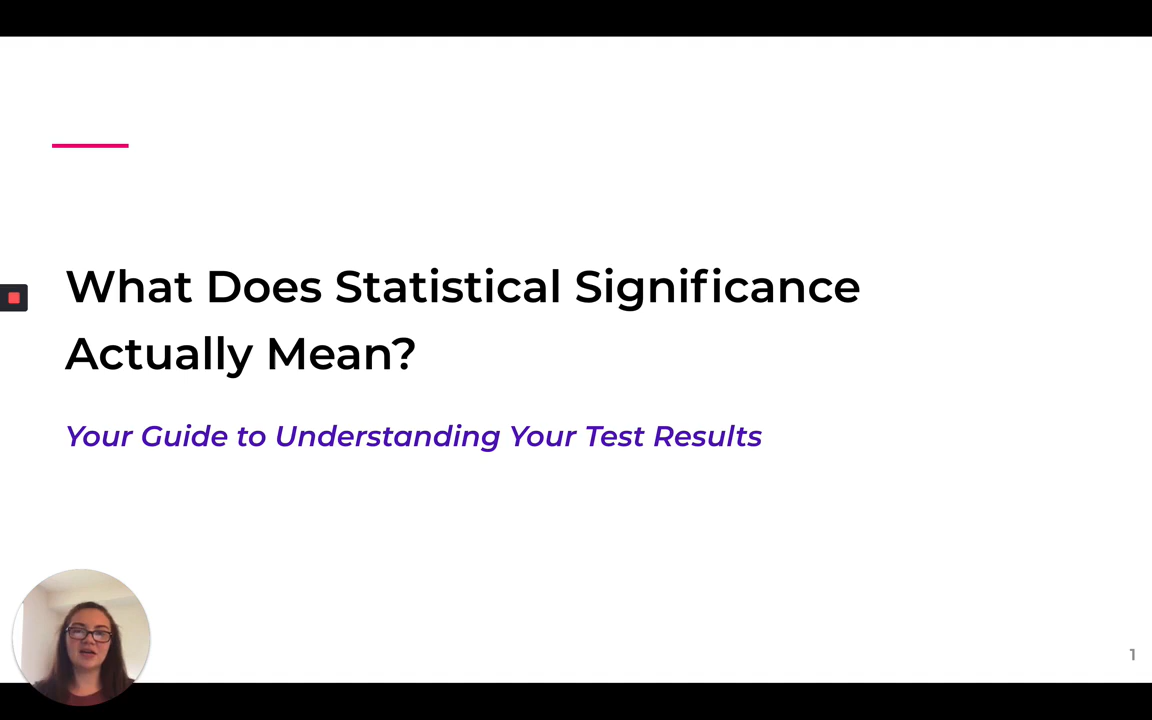 What Does Statistical Significance
Actually Mean?
Your Guide to Understanding Your Test Results
1